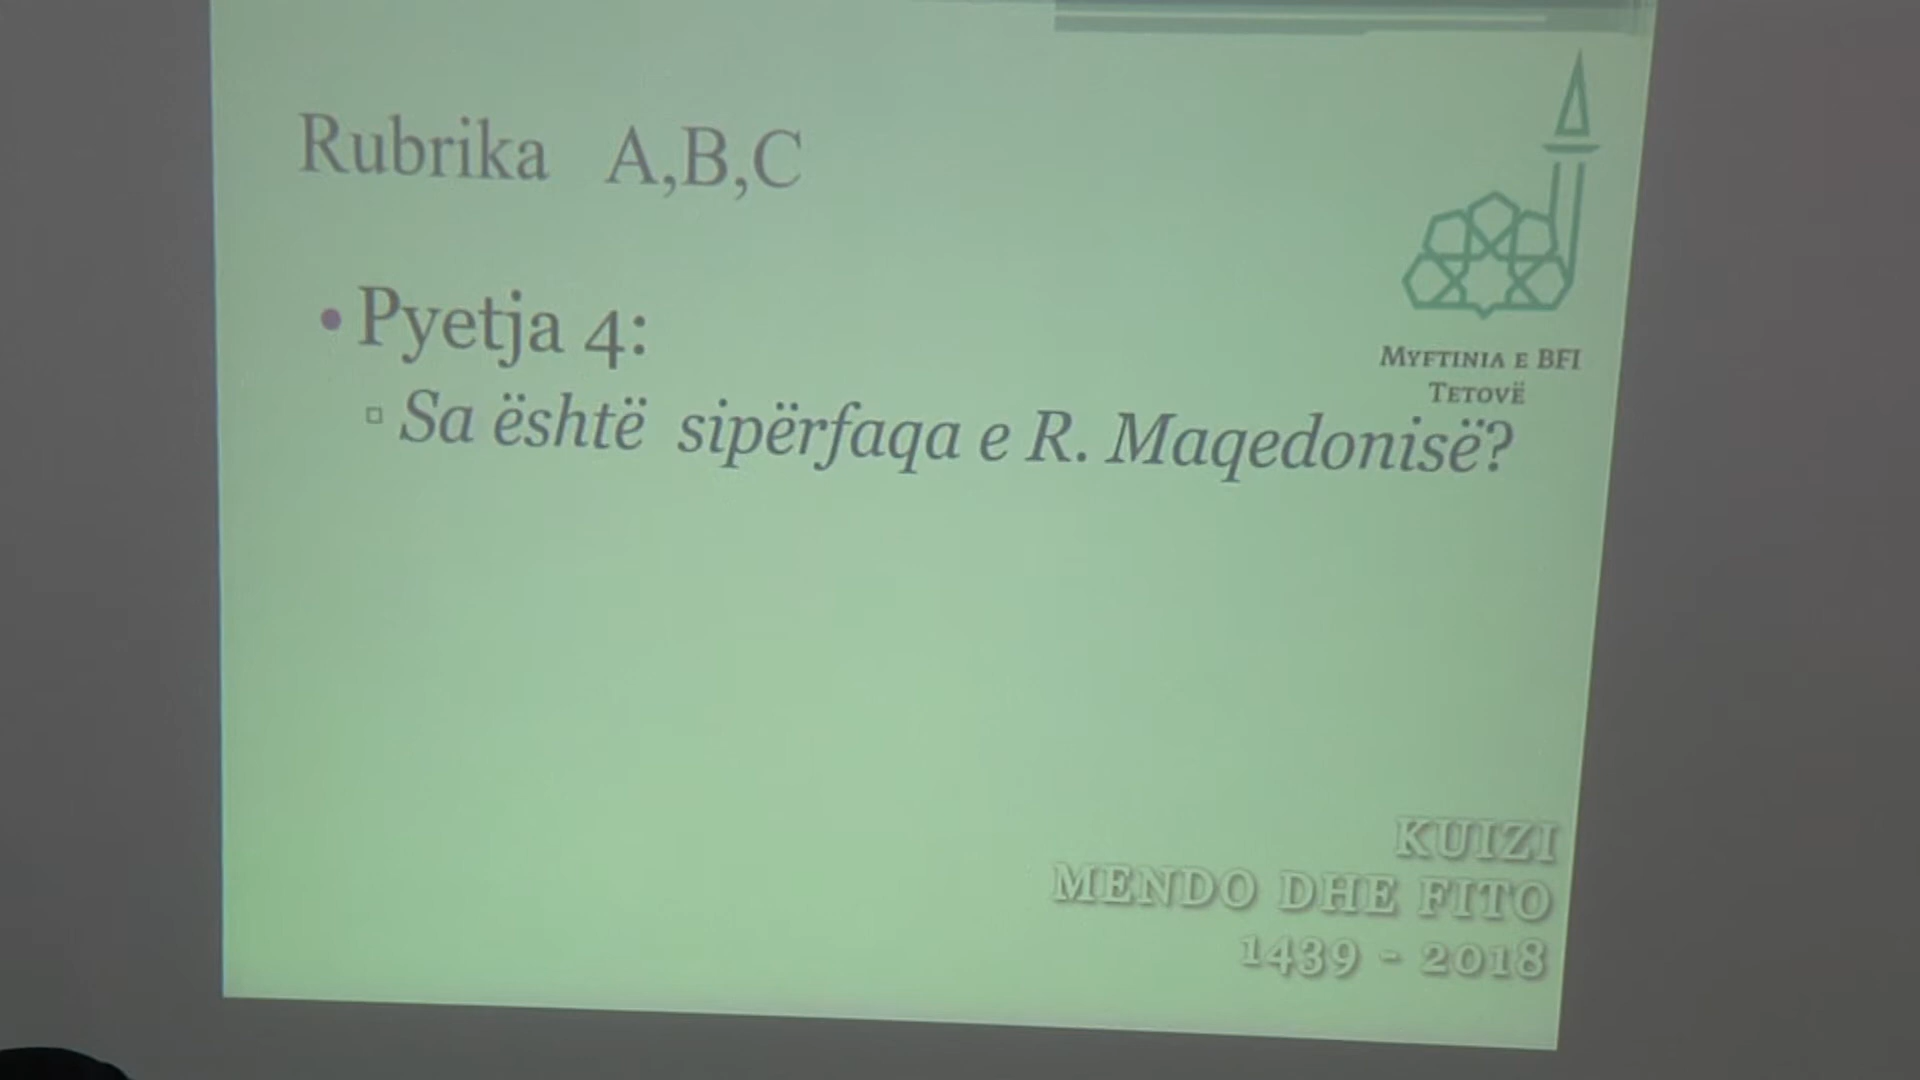 Rubrika A,B,C
MYFTINIA E BFI
TETOVË
• Pyetja 4:
▫ Sa është sipërfaqa e R. Maqedonisë?
KUIZI
MENDO DHE FITO
1439 - 2018